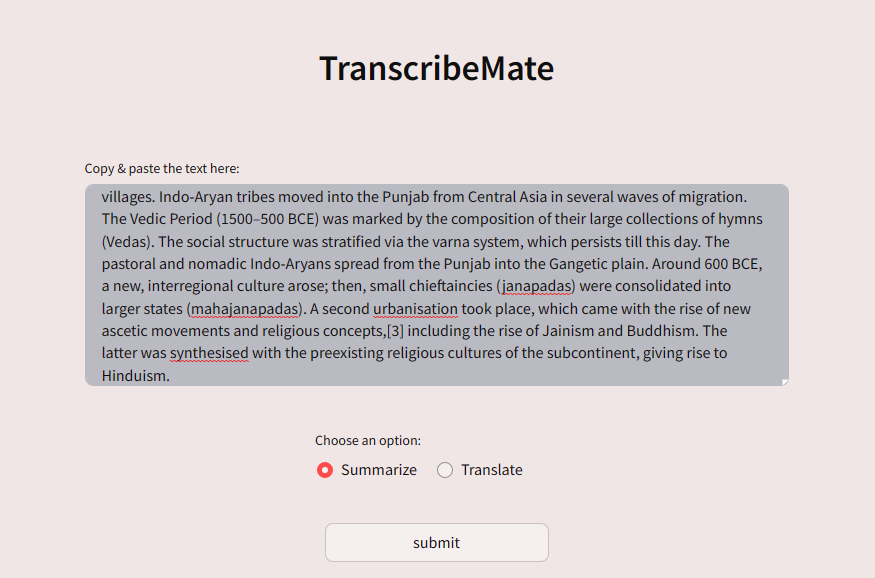 TranscribeMate
Copy & paste the text here:
villages. Indo-Aryan tribes moved into the Punjab from Central Asia in several waves of migration.
The Vedic Period (1500–500 BCE) was marked by the composition of their large collections of hymns
(Vedas). The social structure was stratified via the varna system, which persists till this day. The
pastoral and nomadic Indo-Aryans spread from the Punjab into the Gangetic plain. Around 600 BCE,
a new, interregional culture arose; then, small chieftaincies (janapadas) were consolidated into
larger states (mahajanapadas). A second urbanisation took place, which came with the rise of new
ascetic movements and religious concepts,[3] including the rise of Jainism and Buddhism. The
latter was synthesised with the preexisting religious cultures of the subcontinent, giving rise to
Hinduism.
Choose an option:
Summarize Translate
submit